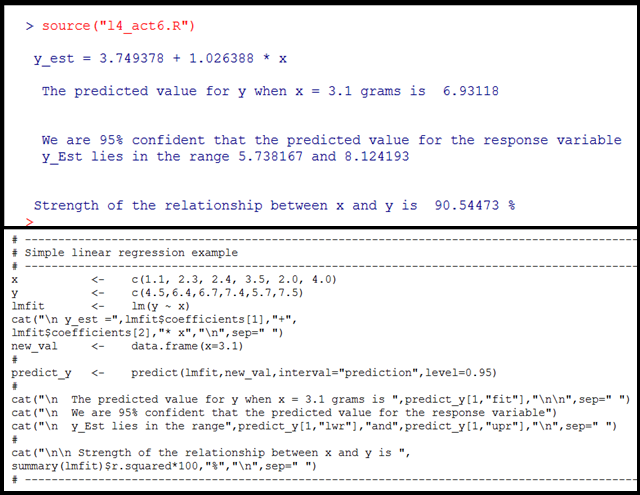 > source("l4_act6.R")
y_est = 3.749378 + 1.026388 * x
The predicted value for y when x = 3.1 grams is  6.93118
We are 95% confident that the predicted value for the response variable
y_Est lies in the range 5.738167 and 8.124193
Strength of the relationship between x and y is  90.54473 %
>
# ------------------------------------------------------------------------------------
# Simple linear regression example
# ------------------------------------------------------------------------------------
x          <-    c(1.1, 2.3, 2.4, 3.5, 2.0, 4.0)
y          <-    c(4.5,6.4,6.7,7.4,5.7,7.5)
lmfit      <-    lm(y ~ x)
cat("\n y_est =",lmfit$coefficients[1],"+",
lmfit$coefficients[2],"* x","\n",sep=" ")
new_val    <-    data.frame(x=3.1)
#
predict_y  <-    predict(lmfit,new_val,interval="prediction",level=0.95)
#
cat("\n  The predicted value for y when x = 3.1 grams is ",predict_y[1,"fit"],"\n\n",sep=" ")
cat("\n  We are 95% confident that the predicted value for the response variable")
cat("\n  y_Est lies in the range",predict_y[1,"lwr"],"and",predict_y[1,"upr"],"\n",sep=" ")
#
cat("\n\n Strength of the relationship between x and y is ",
summary(lmfit)$r.squared*100,"%","\n",sep=" ")
# ------------------------------------------------------------------------------------